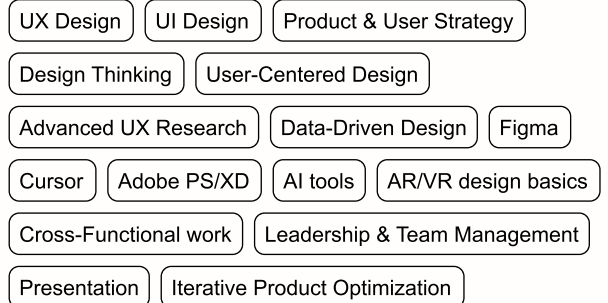 UX Design UI Design Product & User Strategy
Design Thinking User-Centered Design
Advanced UX Research Data-Driven Design Figma
Cursor Adobe PS/XD AI tools AR/VR design basics
Cross-Functional work Leadership & Team Management
Presentation Iterative Product Optimization